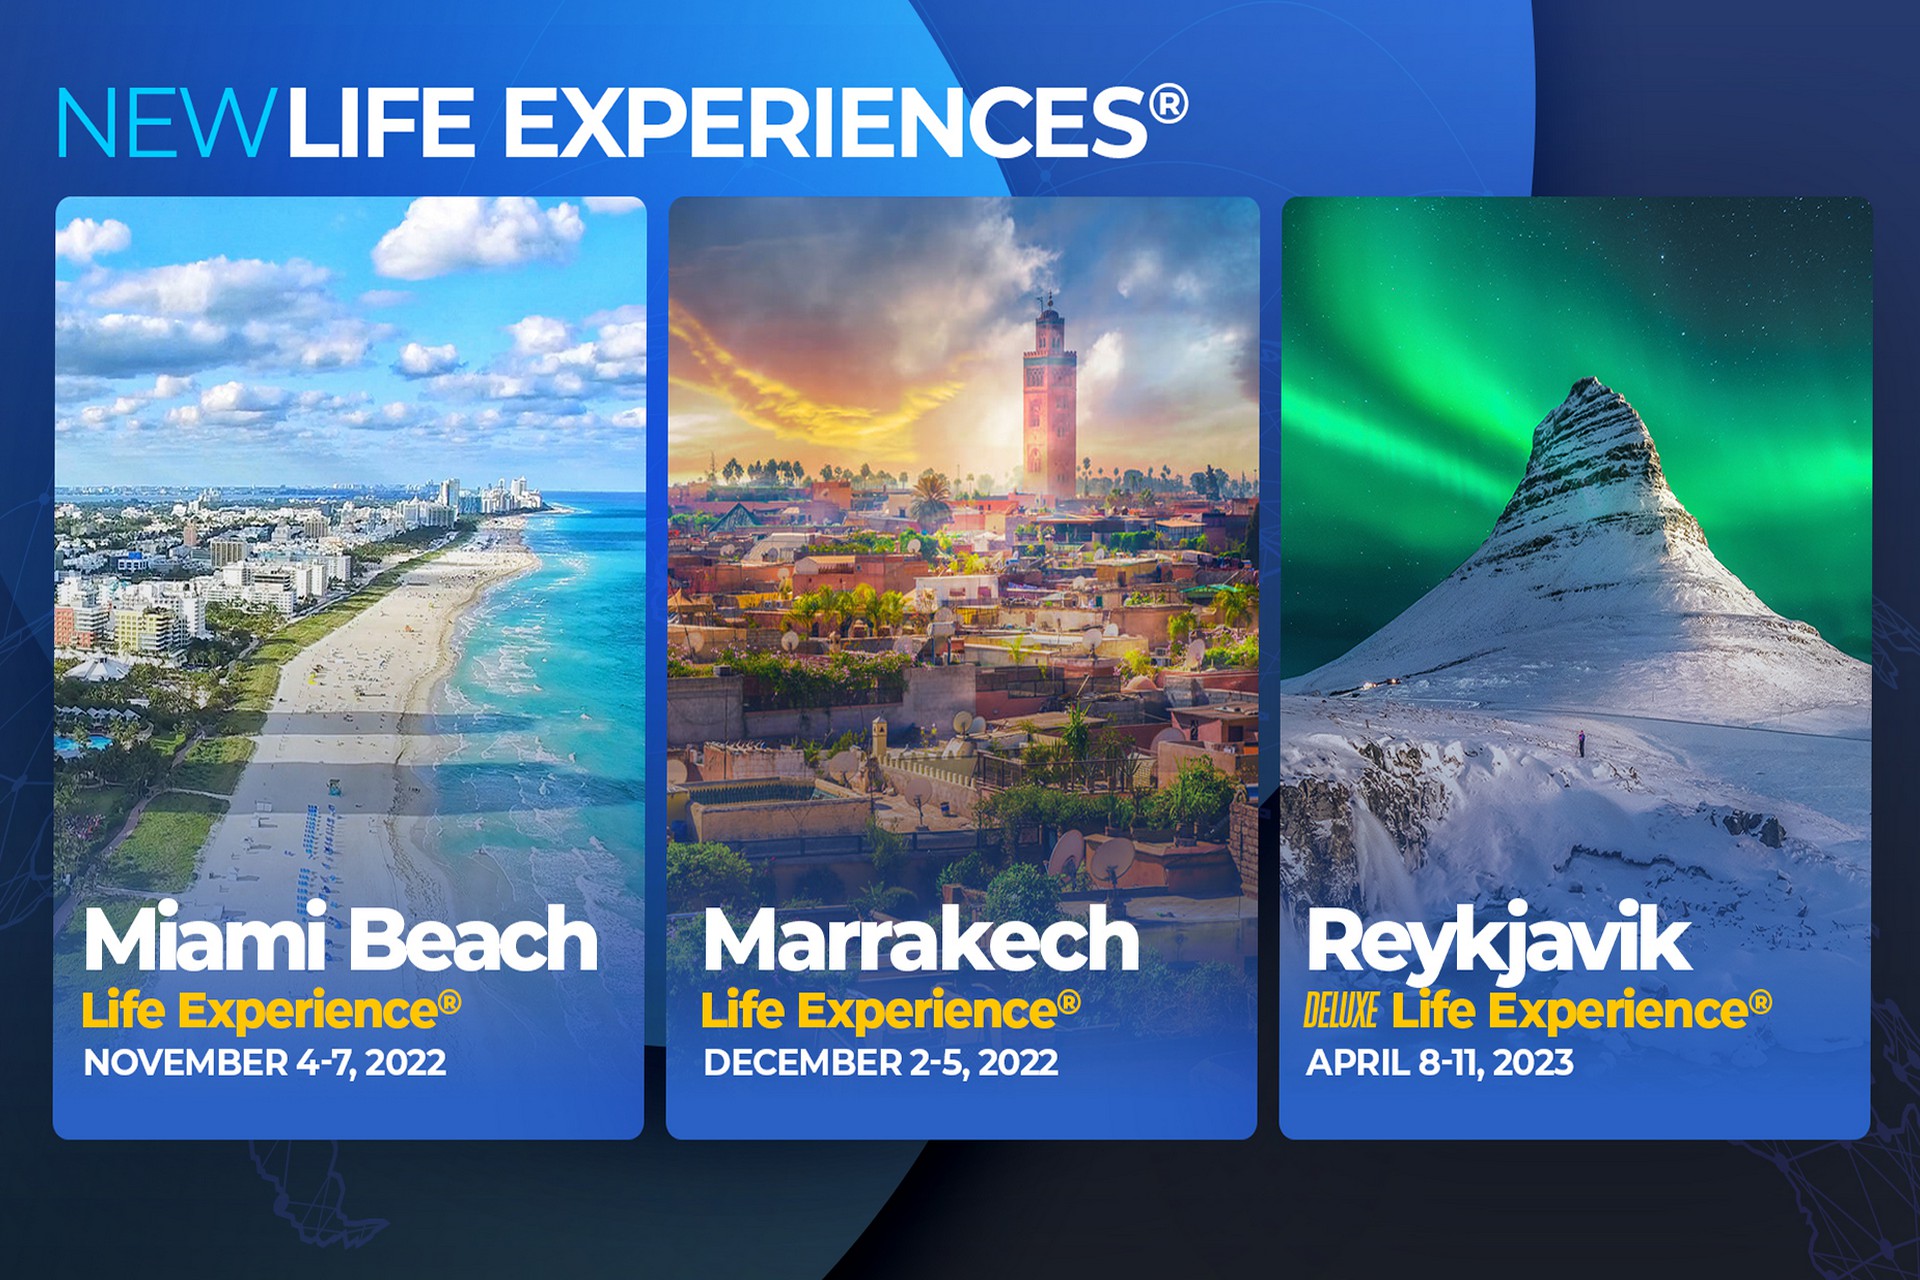 NEW LIFE EXPERIENCES®
Miami Beach
Life Experience®
NOVEMBER 4-7, 2022
Marrakech
Life Experience®
DECEMBER 2-5, 2022
Reykjavik
DELUXE Life Experience®
APRIL 8-11, 2023